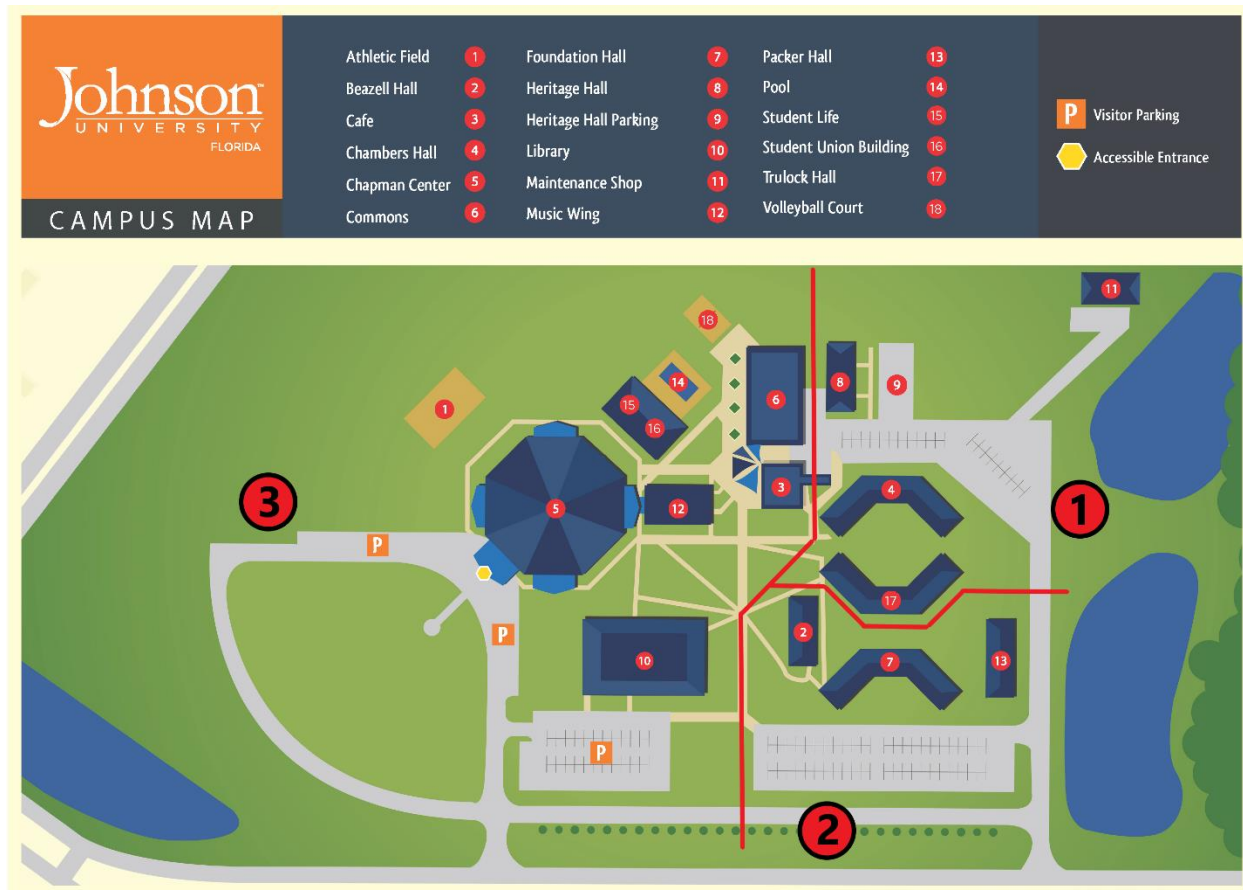 Johnson™
UNIVERSITY
FLORIDA
CAMPUS MAP
Athletic Field 1
Beazell Hall 2
Cafe 3
Chambers Hall 4
Chapman Center 5
Commons 6
Foundation Hall 7
Heritage Hall 8
Heritage Hall Parking 9
Library 10
Maintenance Shop 11
Music Wing 12
Packer Hall 13
Pool 14
Student Life 15
Student Union Building 16
Trulock Hall 17
Volleyball Court 18
P Visitor Parking
Accessible Entrance
11
18
14
8
9
15
6
1
16
3
4
3
5
12
1
P
17
P
2
10
7
13
P
2